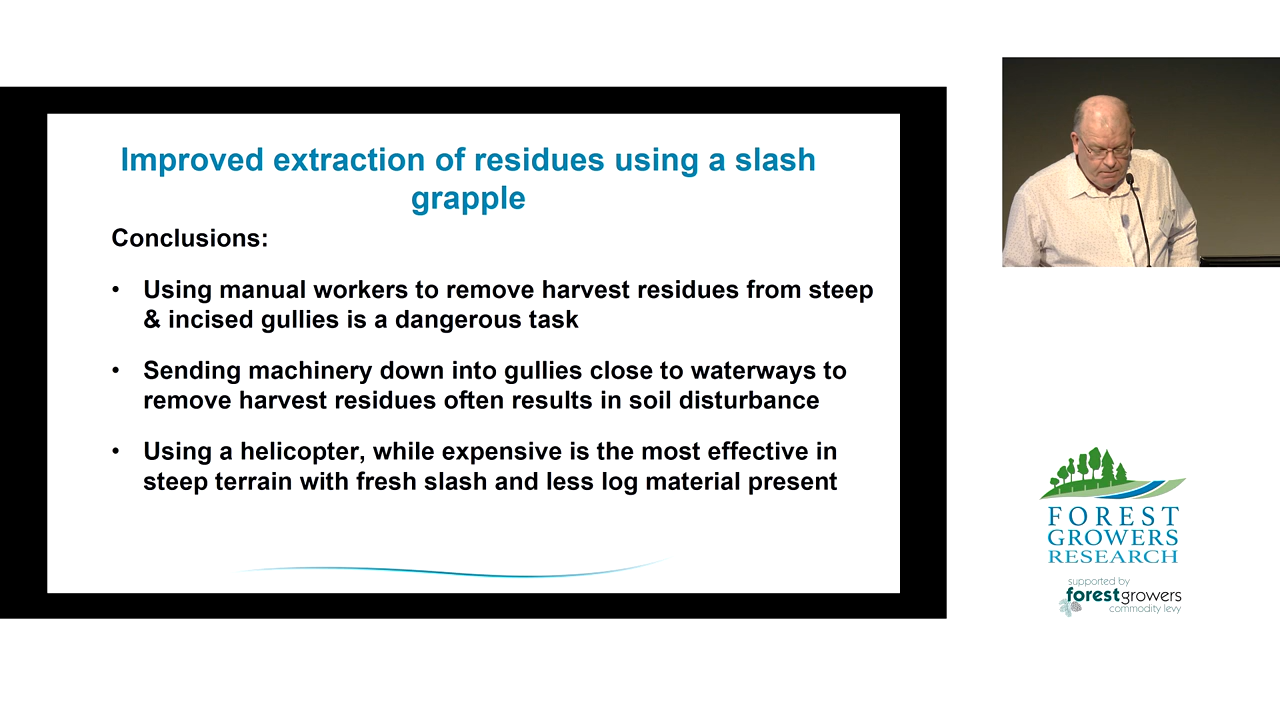 Improved extraction of residues using a slash
grapple
Conclusions:
• Using manual workers to remove harvest residues from steep
& incised gullies is a dangerous task
• Sending machinery down into gullies close to waterways to
remove harvest residues often results in soil disturbance
• Using a helicopter, while expensive is the most effective in
steep terrain with fresh slash and less log material present
FOREST
GROWERS
RESEARCH
supported by
forestgrowers
commodity levy